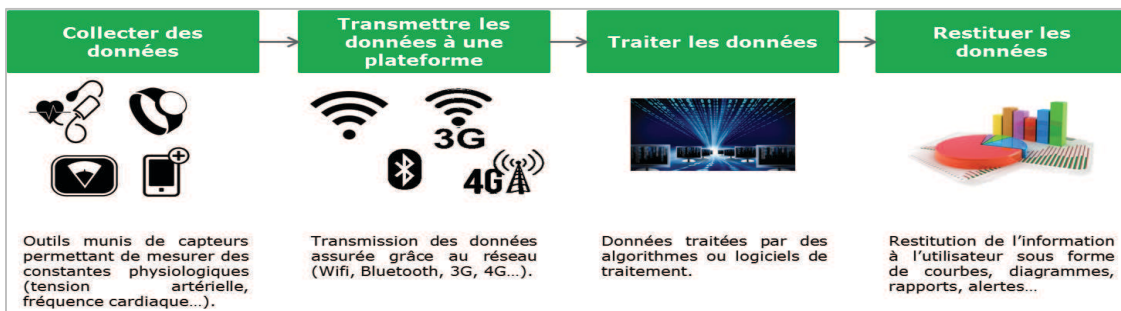 Collecter des
données
Transmettre les
données à une
plateforme
Traiter les données
Restituer les
données
3G
4G
Outils munis de capteurs
permettant de mesurer des
constantes physiologiques
(tension artérielle,
fréquence cardiaque…).
Transmission des données
assurée grâce au réseau
(Wifi, Bluetooth, 3G, 4G…).
Données traitées par des
algorithmes ou logiciels de
traitement.
Restitution de l’information
à l’utilisateur sous forme
de courbes, diagrammes,
rapports, alertes…